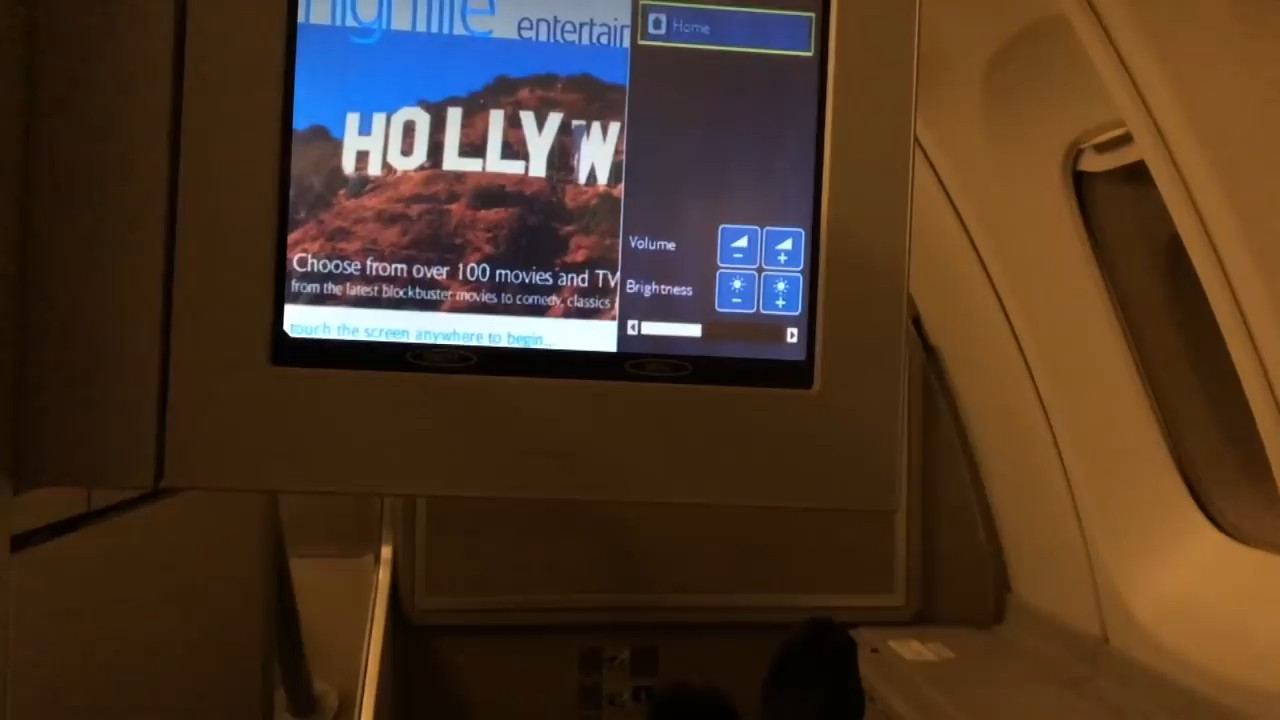 highlife
entertain
Home
HOLLYW
Choose from over 100 movies and TV
from the latest blockbuster movies to comedy, classics
touch the screen anywhere to begin...
Volume
Brightness